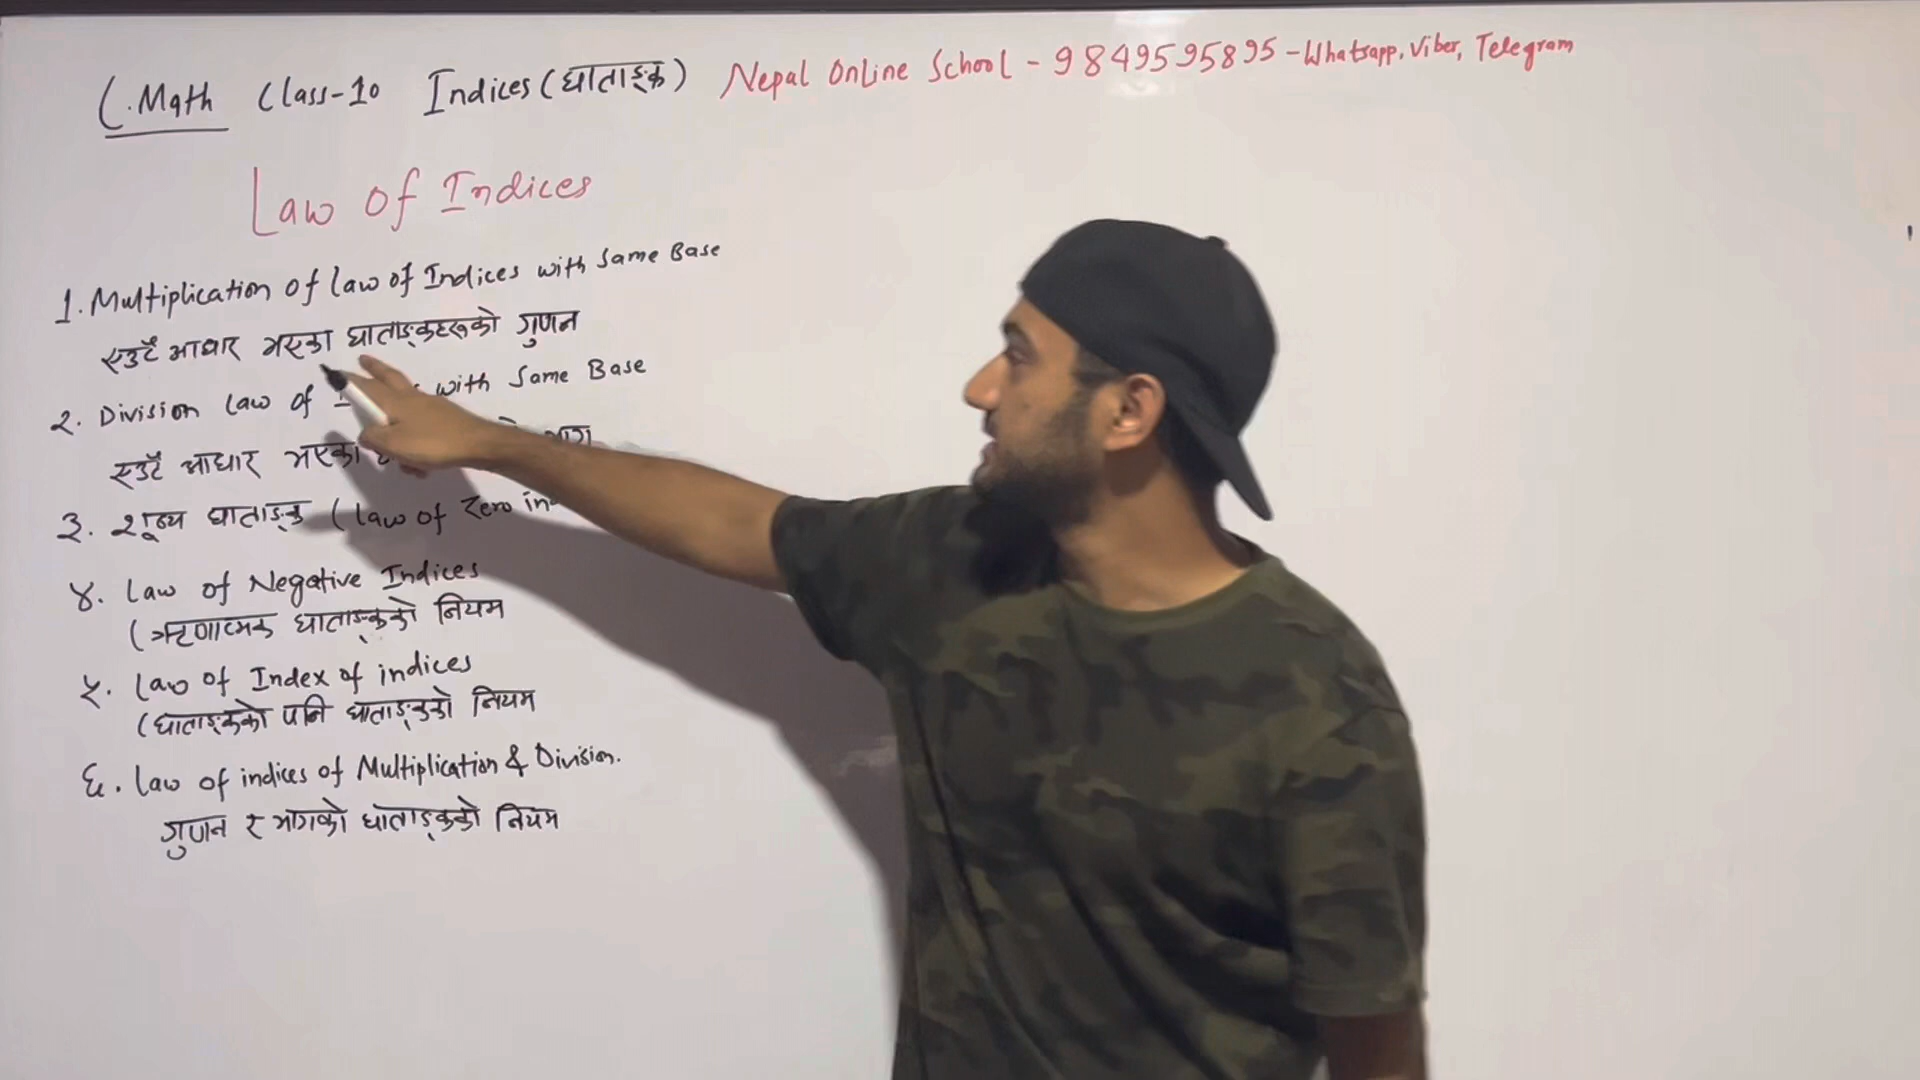 C.Math Class-10 Indices (घाताङ्क) Nepal Online School - 9849595895 - Whatsapp, Viber, Telegram
Law of Indices
1. Multiplication of law of Indices with Same Base
एउटै आधार भएका घाताङ्कहरूको गुणन
2. Division Law of with Same Base
एउटै आधार भएका भाग
३. शून्य घाताङ्क (Law of Zero
४. Law of Negative Indices
(ऋणात्मक घाताङ्कको नियम
५. Law of Index of indices
(घाताङ्कको पनि घाताङ्कको नियम
६. Law of indices of Multiplication & Division.
गुणन र भागको घाताङ्कको नियम